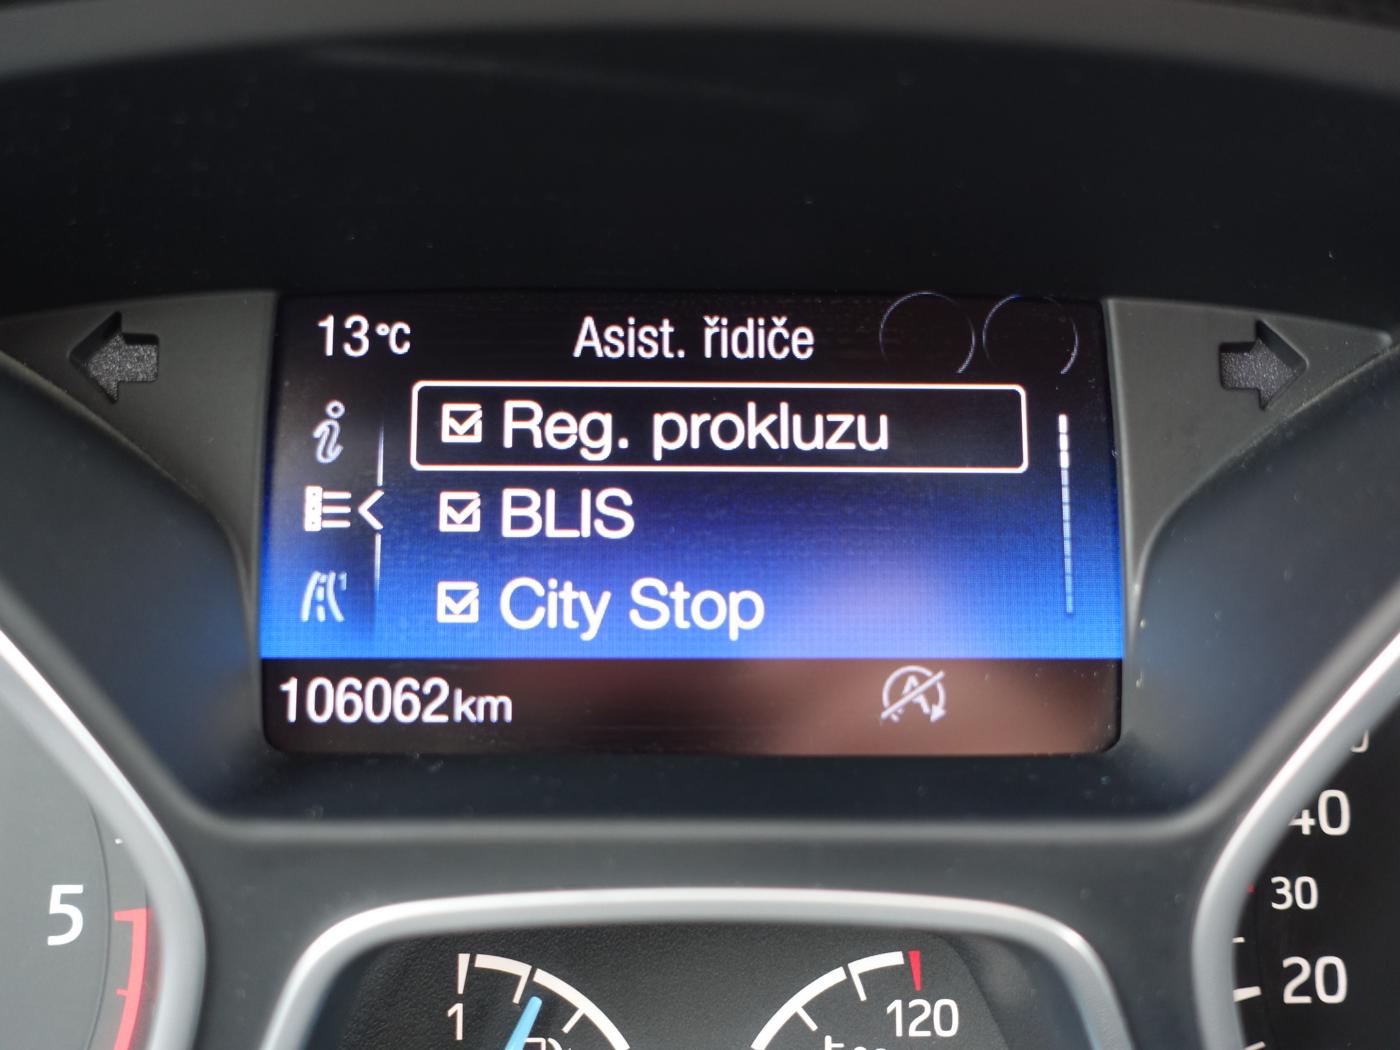 13°C Asist. řidiče
Reg. prokluzu
BLIS
City Stop
106062km
5
40
30
20
1
120